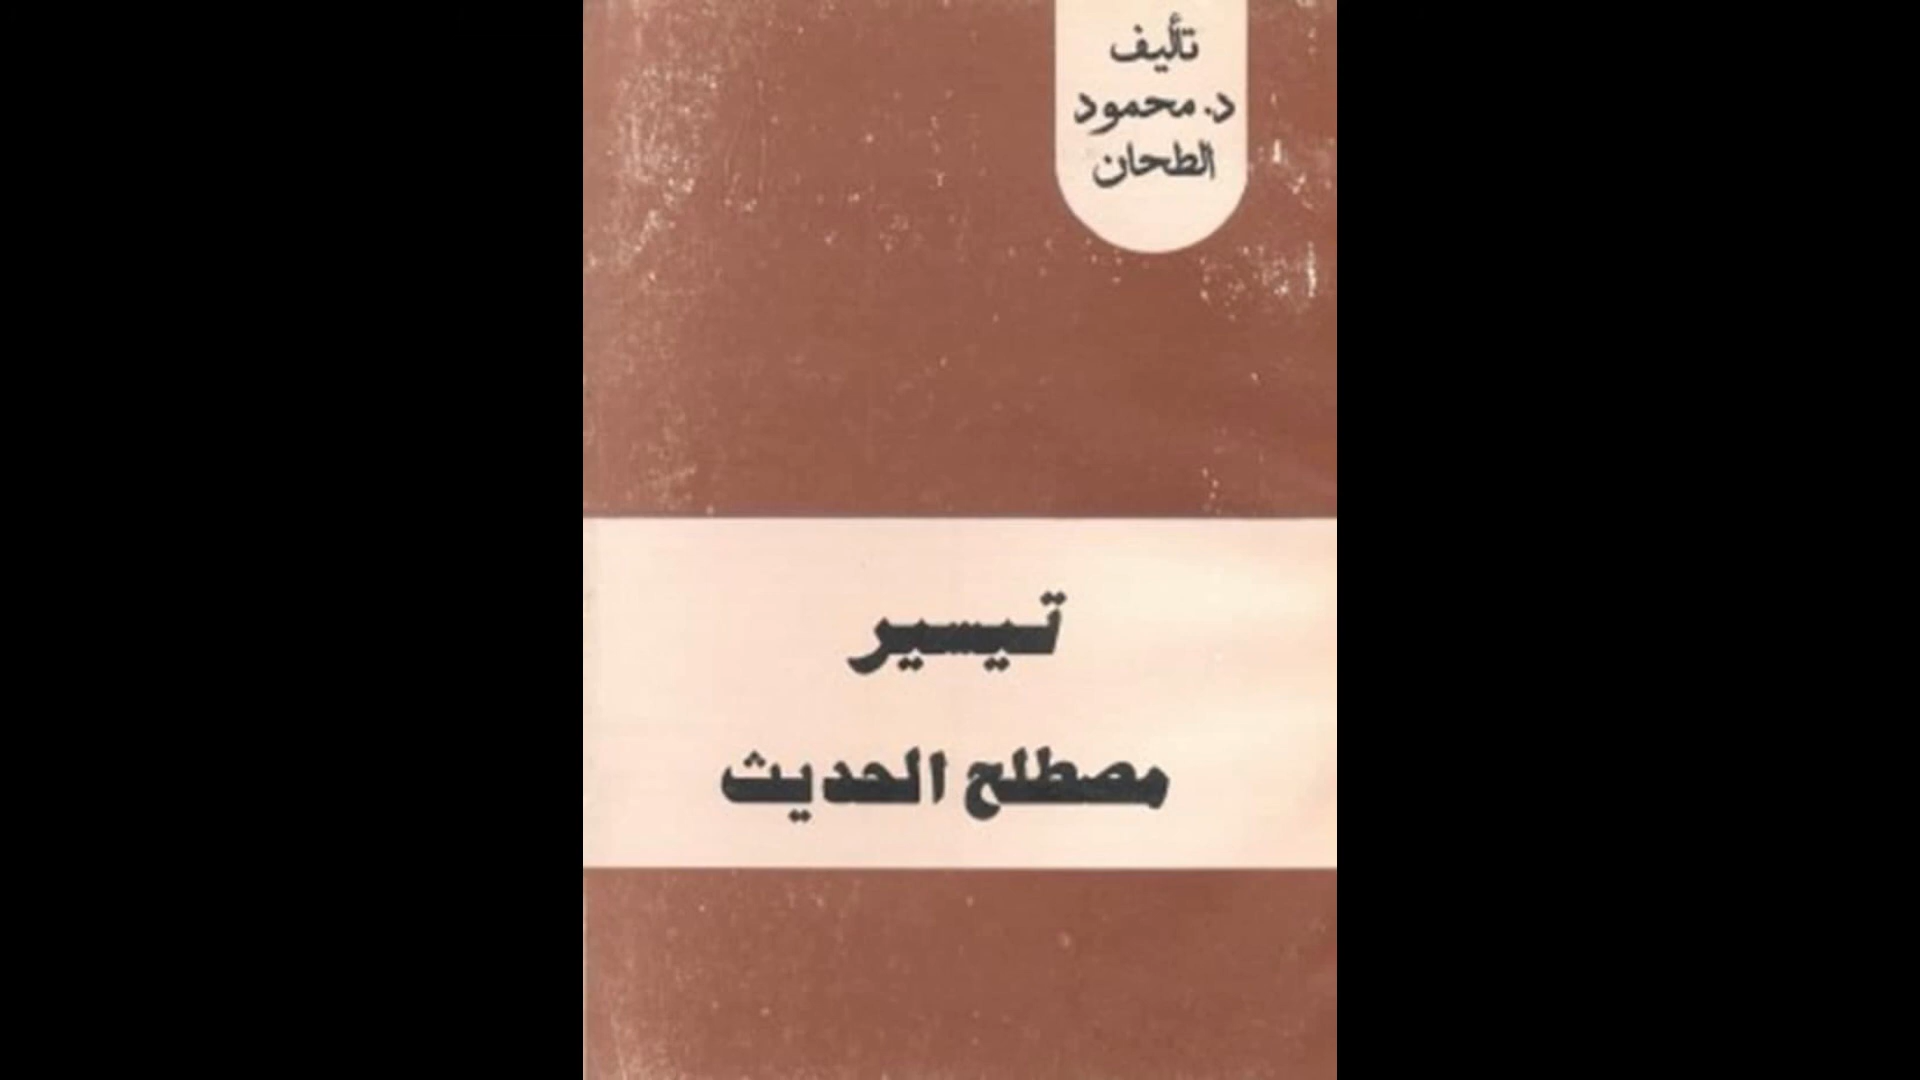 تأليف
د. محمود
الطحان
تيسير
مصطلح الحديث